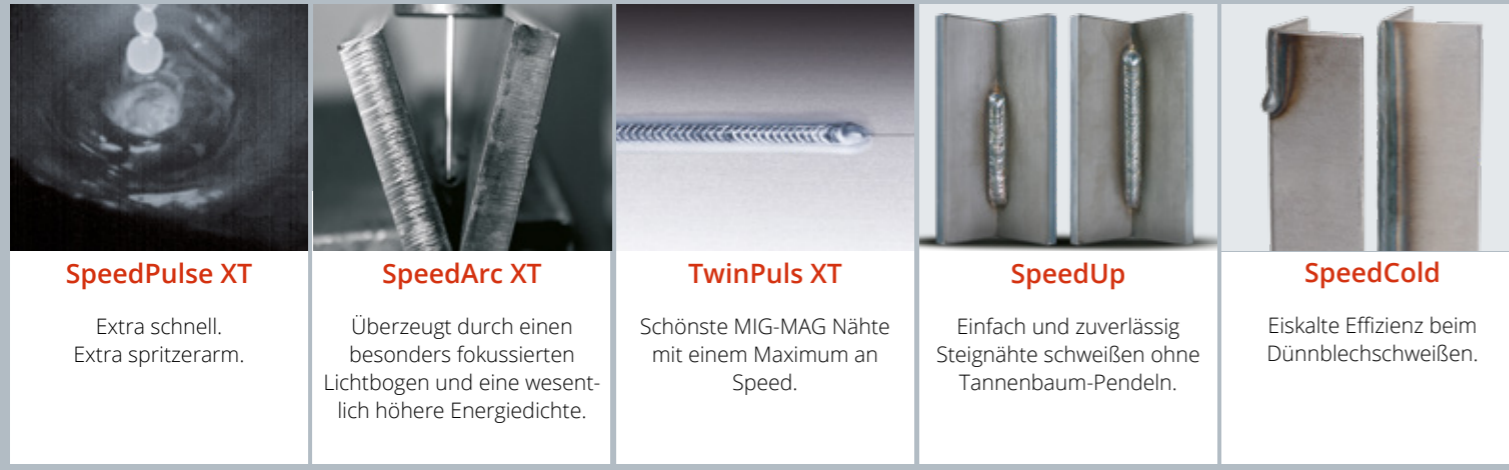 SpeedPulse XT
Extra schnell.
Extra spritzerarm.
SpeedArc XT
Überzeugt durch einen
besonders fokussierten
Lichtbogen und eine wesent-
lich höhere Energiedichte.
TwinPuls XT
Schönste MIG-MAG Nähte
mit einem Maximum an
Speed.
SpeedUp
Einfach und zuverlässig
Steignähte schweißen ohne
Tannenbaum-Pendeln.
SpeedCold
Eiskalte Effizienz beim
Dünnblechschweißen.